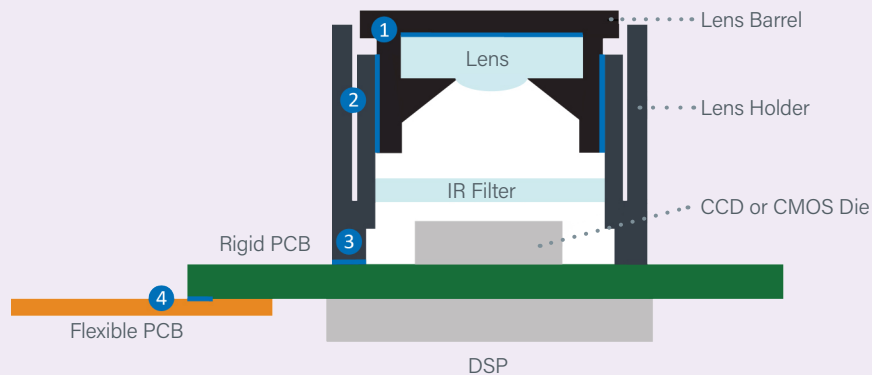 Lens Barrel
1
Lens
2
Lens Holder
IR Filter
CCD or CMOS Die
Rigid PCB
3
4
Flexible PCB
DSP